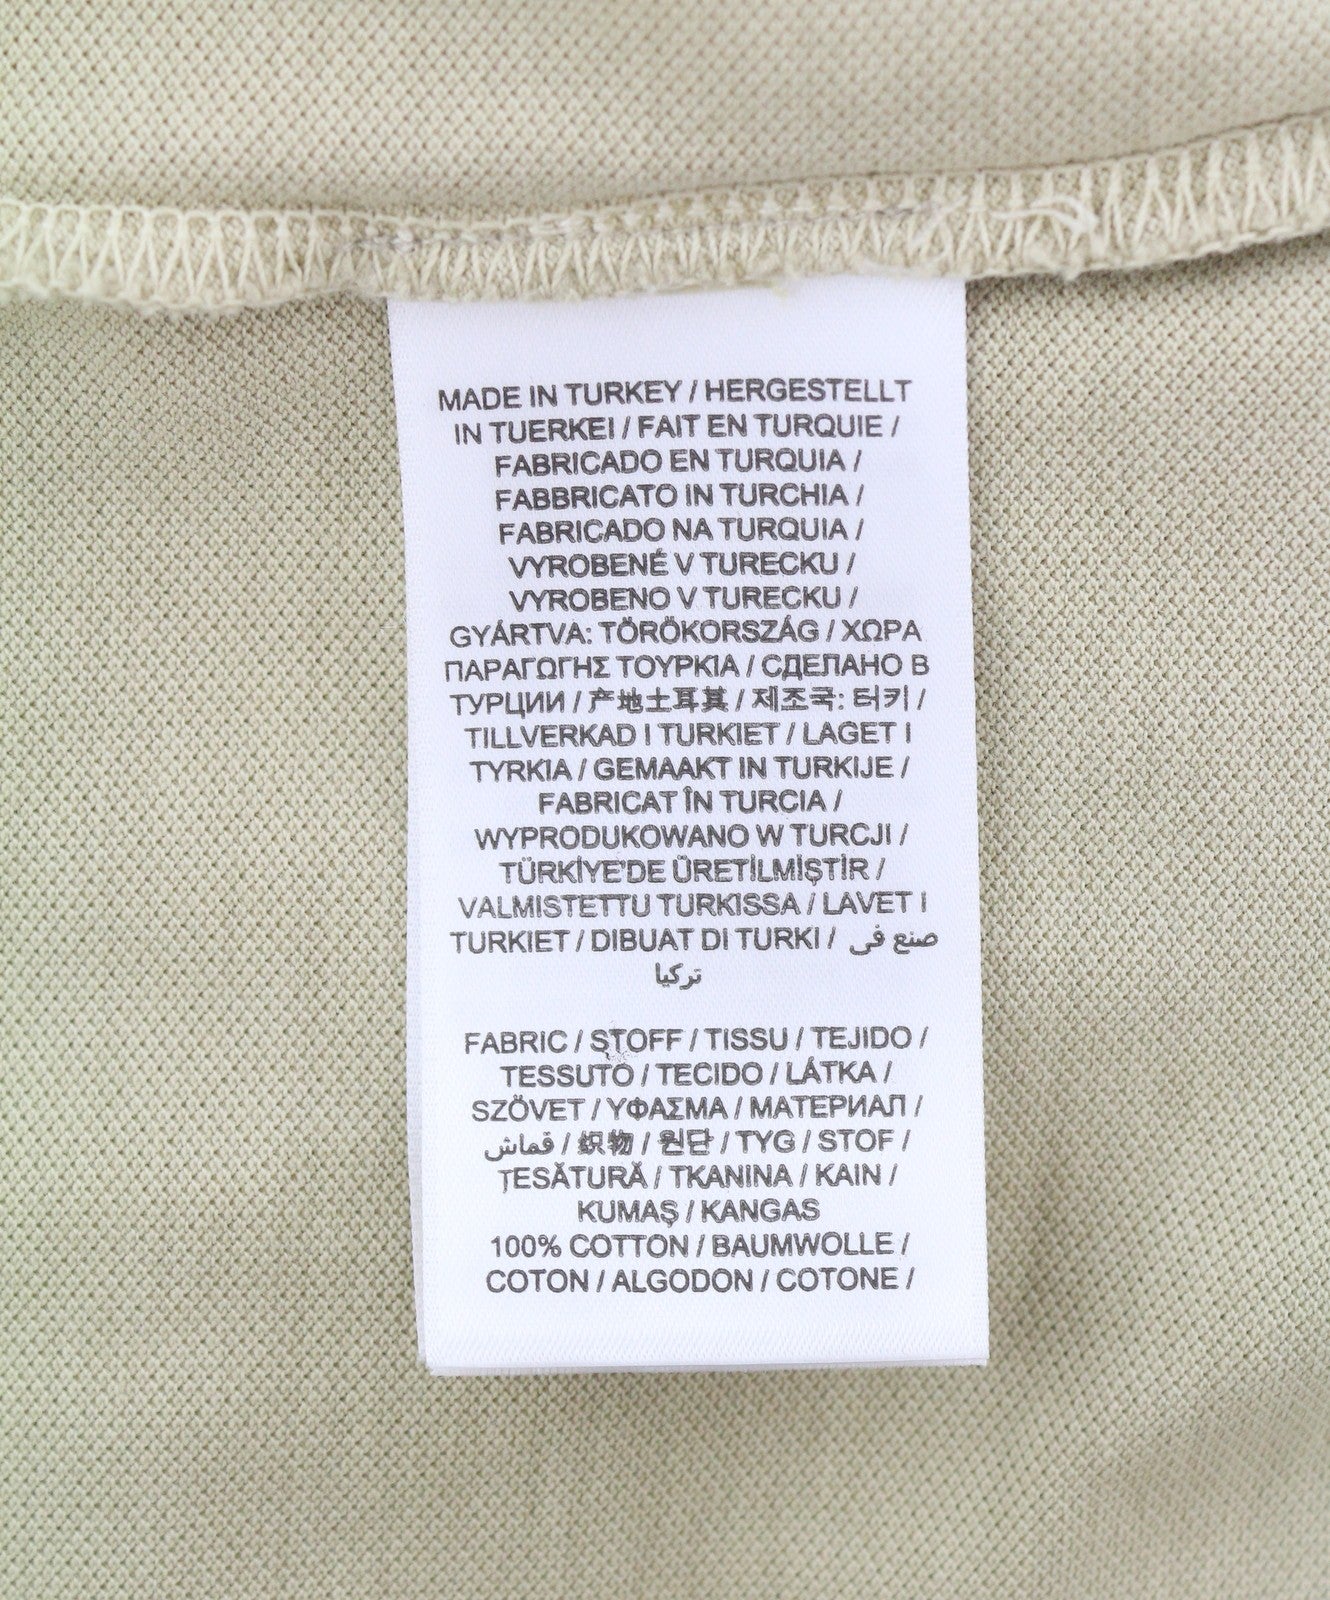 MADE IN TURKEY / HERGESTELLT
IN TUERKEI / FAIT EN TURQUIE /
FABRICADO EN TURQUIA /
FABBRICATO IN TURCHIA /
FABRICADO NA TURQUIA /
VYROBENÉ V TURECKU /
VYROBENO V TURECKU /
GYÁRTVA: TÖRÖKORSZÁG / ΧΩΡΑ
ΠΑΡΑΓΩΓΗΣ ΤΟΥΡΚΙΑ / СДЕЛАНО В
ТУРЦИИ / 产地土耳其 / 제조국: 터키 /
TILLVERKAD I TURKIET / LAGET I
TYRKIA / GEMAAKT IN TURKIJE /
FABRICAT ÎN TURCIA /
WYPRODUKOWANO W TURCJI /
TÜRKİYE'DE ÜRETİLMİŞTİR /
VALMISTETTU TURKISSA / LAVET I
TURKIET / DIBUAT DI TURKI / صنع في
تركيا
FABRIC / STOFF / TISSU / TEJIDO /
TESSUTO / TECIDO / LÁTKA /
SZÖVET / ΥΦΑΣΜΑ / МАТЕРИАЛ /
قماش / 织物 / 원단 / TYG / STOF /
ŢESĂTURĂ / TKANINA / KAIN /
KUMAŞ / KANGAS
100% COTTON / BAUMWOLLE /
COTON / ALGODON / COTONE /